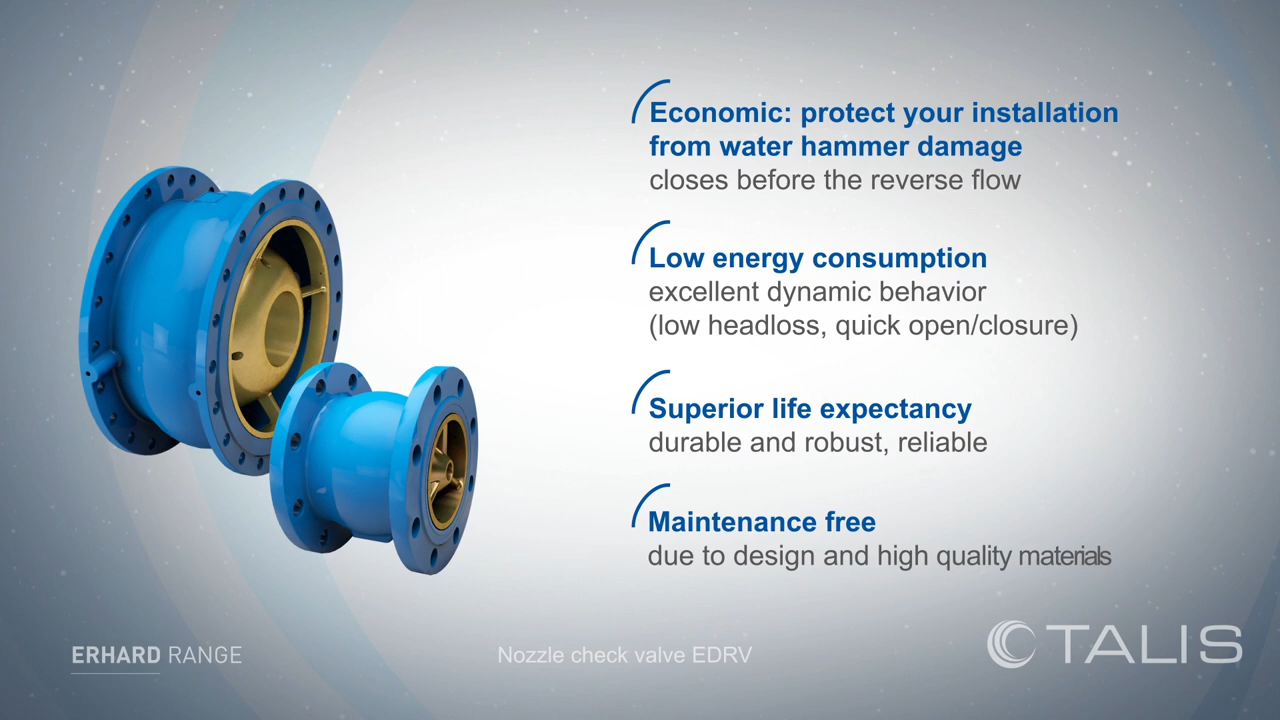 Economic: protect your installation
from water hammer damage
closes before the reverse flow
Low energy consumption
excellent dynamic behavior
(low headloss, quick open/closure)
Superior life expectancy
durable and robust, reliable
Maintenance free
due to design and high quality materials
ERHARD RANGE
Nozzle check valve EDRV
TALIS